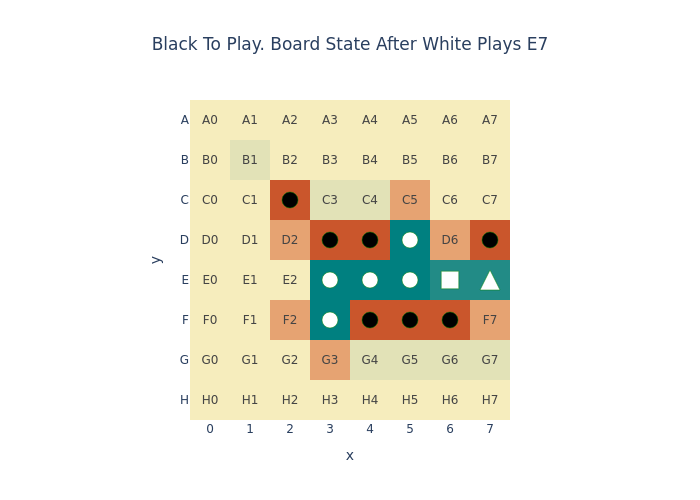 Black To Play. Board State After White Plays E7
A A0 A1 A2 A3 A4 A5 A6 A7
B B0 B1 B2 B3 B4 B5 B6 B7
C C0 C1 C3 C4 C5 C6 C7
D D0 D1 D2 D6
E E0 E1 E2
F F0 F1 F2 F7
G G0 G1 G2 G3 G4 G5 G6 G7
H H0 H1 H2 H3 H4 H5 H6 H7
0 1 2 3 4 5 6 7
x
y